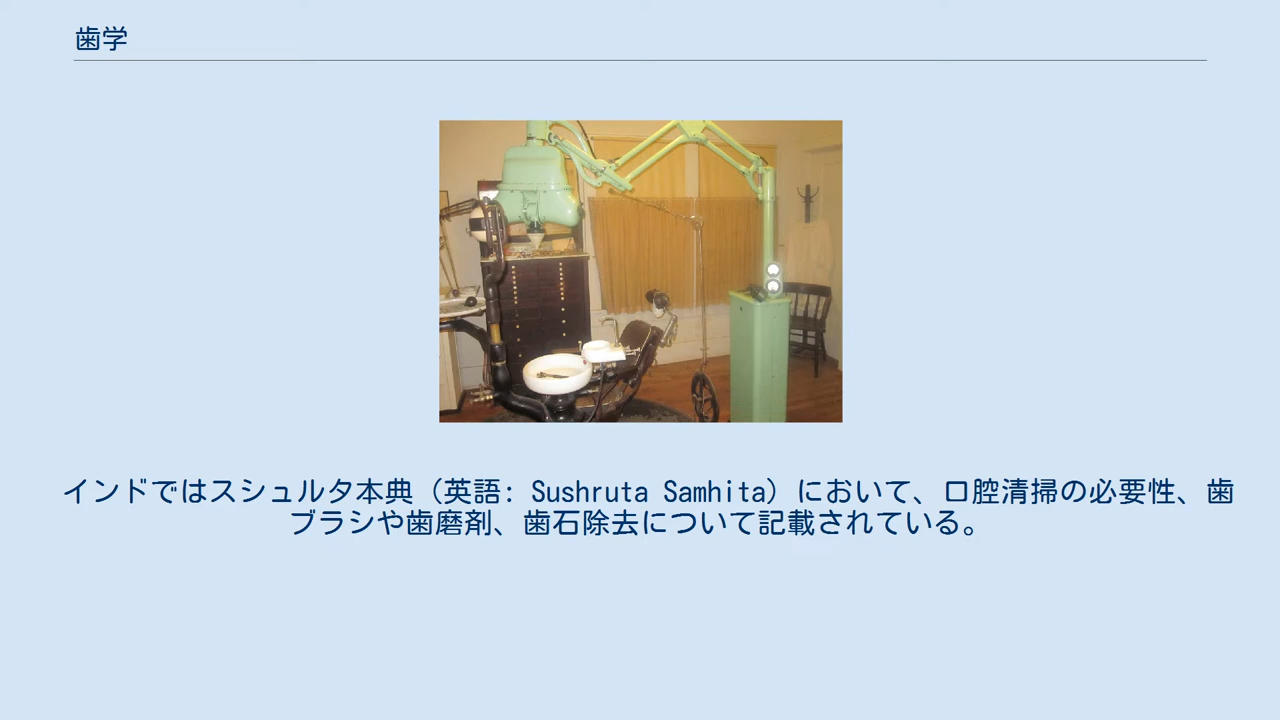 歯学
インドではスシュルタ本典（英語: Sushruta Samhita）において、口腔清掃の必要性、歯
ブラシや歯磨剤、歯石除去について記載されている。